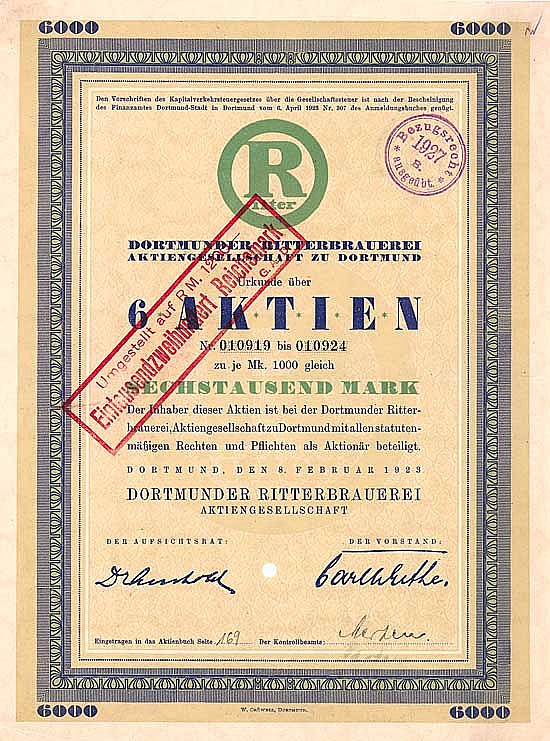 6000 6000
Den Vorschriften des Kapitalverkehrsteuergesetzes über die Gesellschaftssteuer ist nach der Bescheinigung
des Finanzamtes Dortmund-Stadt in Dortmund vom 6. April 1923 Nr. 207 des Anmeldungsbuches genügt.
Bezugsrecht
1927
B.
ausgeübt.
R
Ritter
DORTMUNDER RITTERBRAUEREI
AKTIENGESELLSCHAFT ZU DORTMUND
Urkunde über
6 AKTIEN
Nr. 010919 bis 010924
zu je Mk. 1000 gleich
SECHSTAUSEND MARK
Umgestellt auf RM. 1200,—
Eintausendzweihundert Reichsmark
G. A. D.
Der Inhaber dieser Aktien ist bei der Dortmunder Ritter-
brauerei, Aktiengesellschaft zu Dortmund mit allen statuten-
mäßigen Rechten und Pflichten als Aktionär beteiligt.
DORTMUND, DEN 8. FEBRUAR 1923
DORTMUNDER RITTERBRAUEREI
AKTIENGESELLSCHAFT
DER AUFSICHTSRAT: DER VORSTAND:
Eingetragen in das Aktienbuch Seite 169 Der Kontrollbeamte:
6000 6000